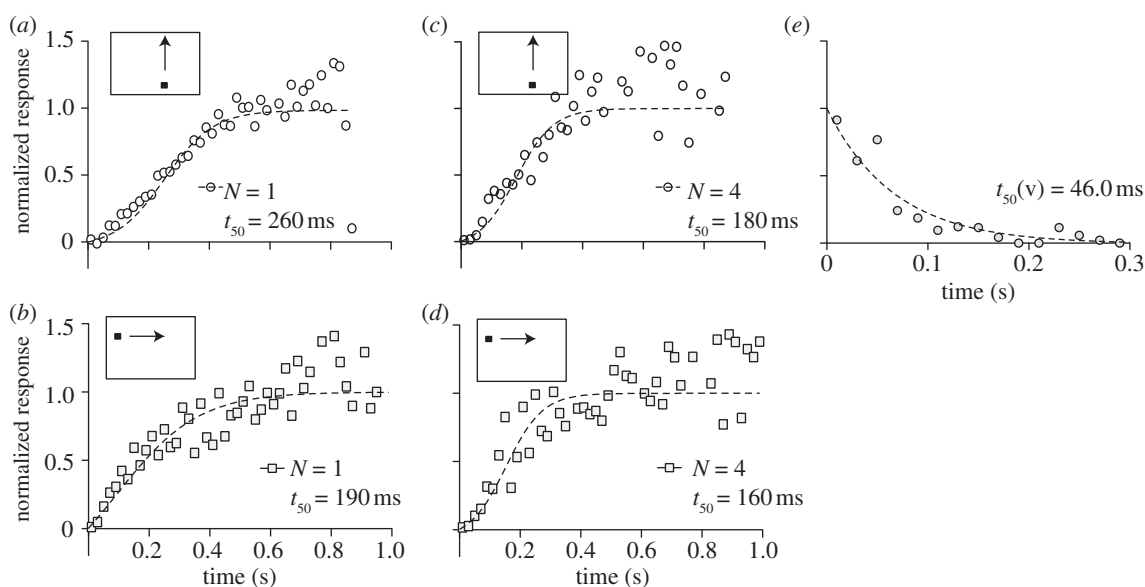 (a)
1.5
1.0
0.5
0
normalized response
N = 1
t50 = 260 ms
(c)
N = 4
t50 = 180 ms
(e)
t50(v) = 46.0 ms
0 0.1 0.2 0.3
time (s)
(b)
1.5
1.0
0.5
0
normalized response
N = 1
t50 = 190 ms
0.2 0.4 0.6 0.8 1.0
time (s)
(d)
N = 4
t50 = 160 ms
0.2 0.4 0.6 0.8 1.0
time (s)